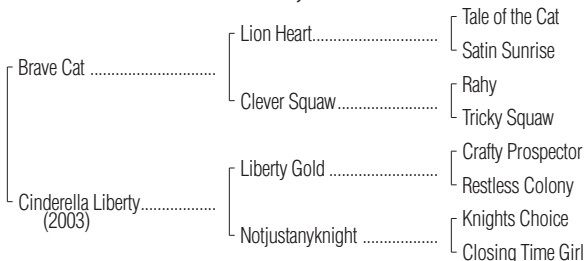 Tale of the Cat
Lion Heart................................
Satin Sunrise
Brave Cat ................................
Rahy
Clever Squaw..........................
Tricky Squaw
Crafty Prospector
Liberty Gold ............................
Restless Colony
Cinderella Liberty...................
(2003)
Knights Choice
Notjustanyknight ...................
Closing Time Girl